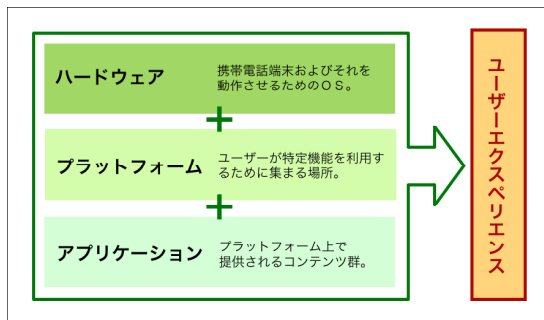 ハードウェア
携帯電話端末およびそれを
動作させるためのOS。
+
プラットフォーム
ユーザーが特定機能を利用す
るために集まる場所。
+
アプリケーション
プラットフォーム上で
提供されるコンテンツ群。
ユーザーエクスペリエンス